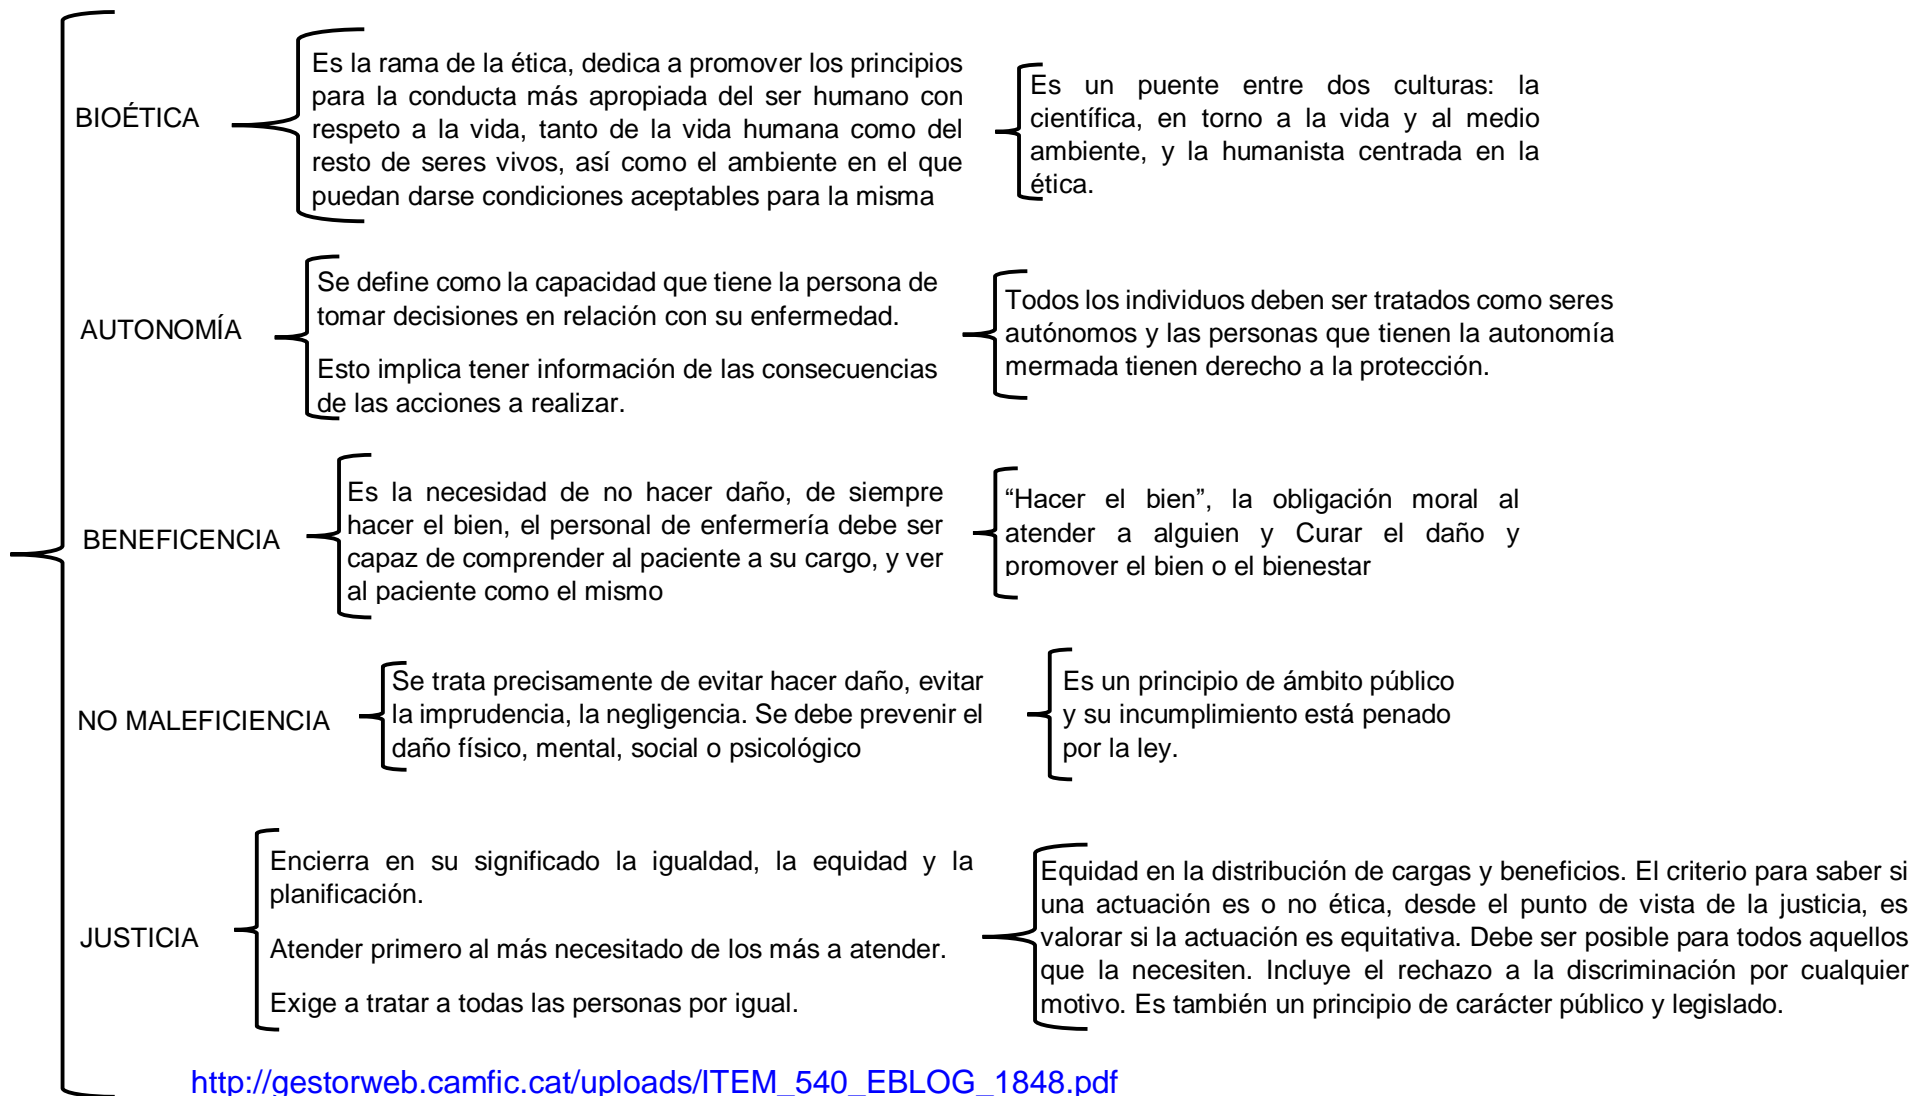 BIOÉTICA
Es la rama de la ética, dedica a promover los principios
para la conducta más apropiada del ser humano con
respeto a la vida, tanto de la vida humana como del
resto de seres vivos, así como el ambiente en el que
puedan darse condiciones aceptables para la misma
Es un puente entre dos culturas: la
científica, en torno a la vida y al medio
ambiente, y la humanista centrada en la
ética.
AUTONOMÍA
Se define como la capacidad que tiene la persona de
tomar decisiones en relación con su enfermedad.
Esto implica tener información de las consecuencias
de las acciones a realizar.
Todos los individuos deben ser tratados como seres
autónomos y las personas que tienen la autonomía
mermada tienen derecho a la protección.
BENEFICENCIA
Es la necesidad de no hacer daño, de siempre
hacer el bien, el personal de enfermería debe ser
capaz de comprender al paciente a su cargo, y ver
al paciente como el mismo
“Hacer el bien”, la obligación moral al
atender a alguien y Curar el daño y
promover el bien o el bienestar
NO MALEFICIENCIA
Se trata precisamente de evitar hacer daño, evitar
la imprudencia, la negligencia. Se debe prevenir el
daño físico, mental, social o psicológico
Es un principio de ámbito público
y su incumplimiento está penado
por la ley.
JUSTICIA
Encierra en su significado la igualdad, la equidad y la
planificación.
Atender primero al más necesitado de los más a atender.
Exige a tratar a todas las personas por igual.
Equidad en la distribución de cargas y beneficios. El criterio para saber si
una actuación es o no ética, desde el punto de vista de la justicia, es
valorar si la actuación es equitativa. Debe ser posible para todos aquellos
que la necesiten. Incluye el rechazo a la discriminación por cualquier
motivo. Es también un principio de carácter público y legislado.
http://gestorweb.camfic.cat/uploads/ITEM_540_EBLOG_1848.pdf